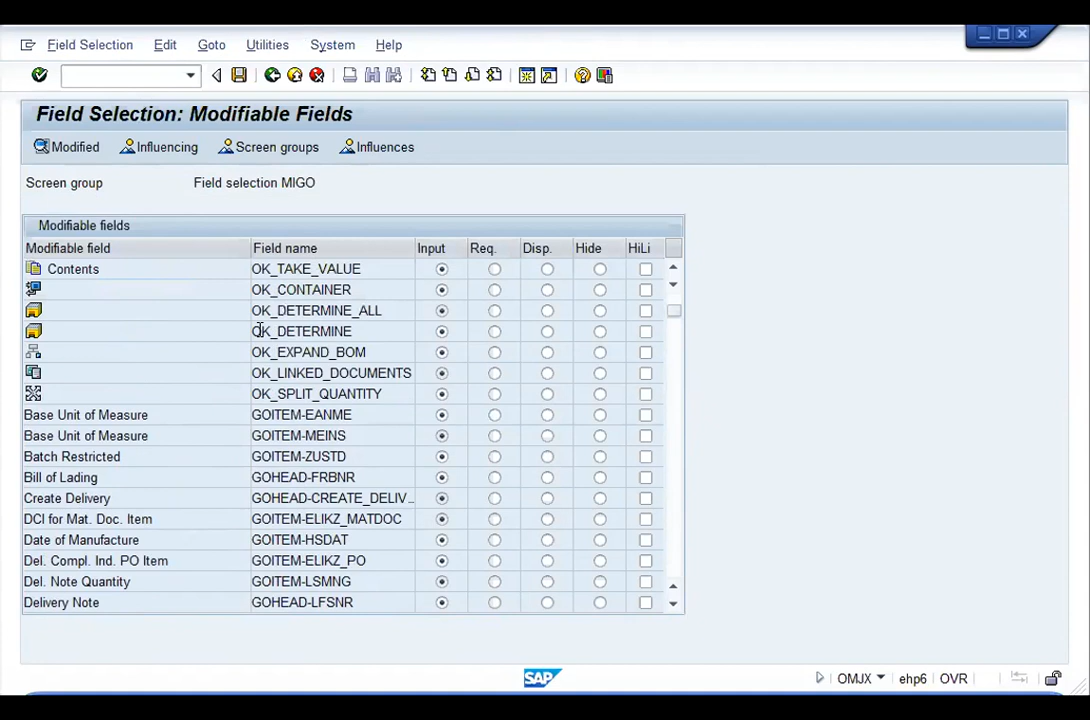 Field Selection Edit Goto Utilities System Help
Field Selection: Modifiable Fields
Modified Influencing Screen groups Influences
Screen group Field selection MIGO
Modifiable fields
Modifiable field Field name Input Req. Disp. Hide HiLi
Contents OK_TAKE_VALUE
OK_CONTAINER
OK_DETERMINE_ALL
OK_DETERMINE
OK_EXPAND_BOM
OK_LINKED_DOCUMENTS
OK_SPLIT_QUANTITY
Base Unit of Measure GOITEM-EANME
Base Unit of Measure GOITEM-MEINS
Batch Restricted GOITEM-ZUSTD
Bill of Lading GOHEAD-FRBNR
Create Delivery GOHEAD-CREATE_DELIV...
DCI for Mat. Doc. Item GOITEM-ELIKZ_MATDOC
Date of Manufacture GOITEM-HSDAT
Del. Compl. Ind. PO Item GOITEM-ELIKZ_PO
Del. Note Quantity GOITEM-LSMNG
Delivery Note GOHEAD-LFSNR
SAP OMJX ehp6 OVR